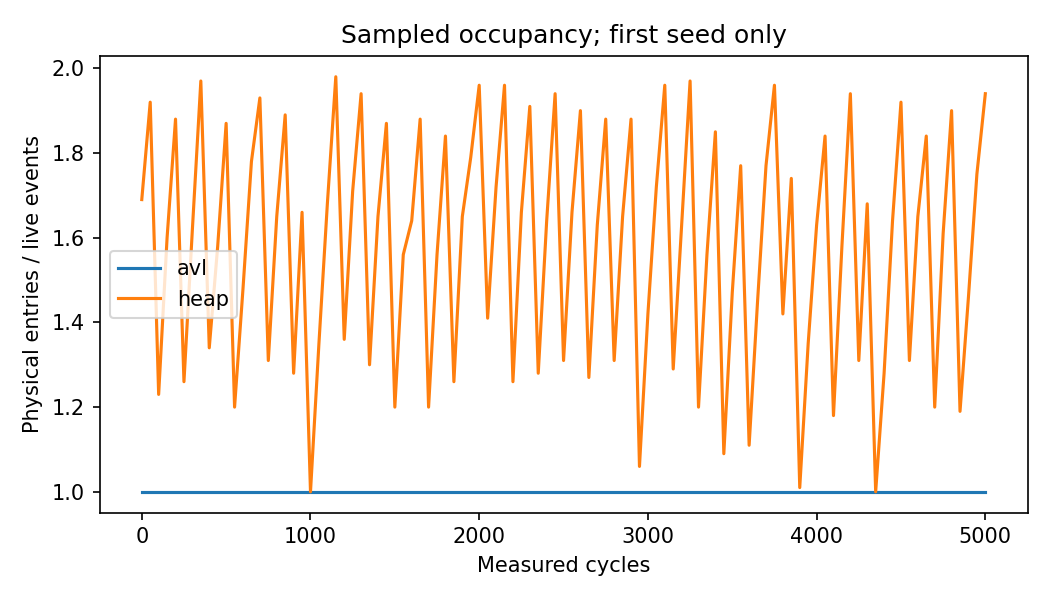 Sampled occupancy; first seed only
Physical entries / live events
2.0
1.8
1.6
1.4
1.2
1.0
avl
heap
0 1000 2000 3000 4000 5000
Measured cycles